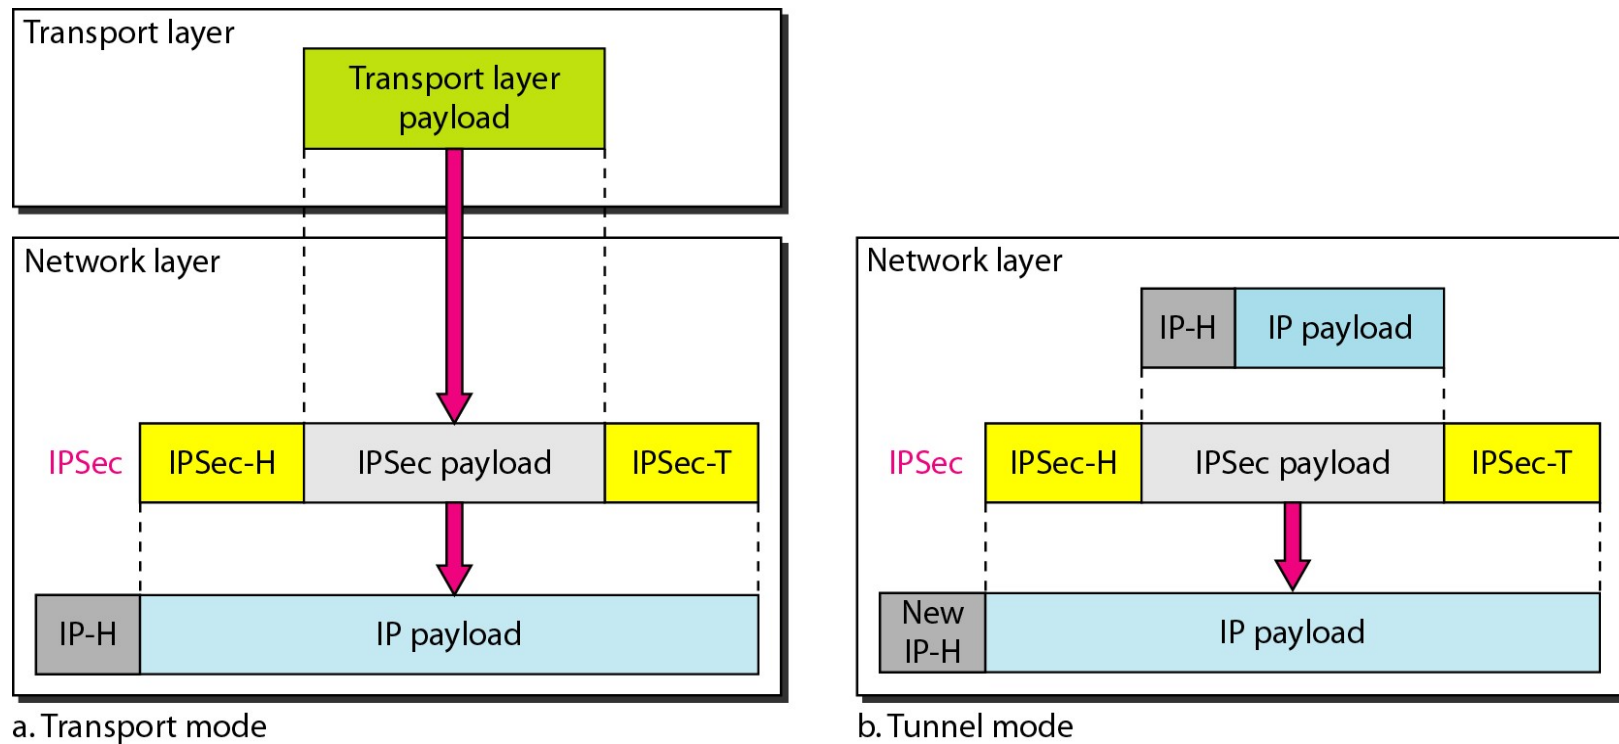 Transport layer
Transport layer
payload
Network layer
IPSec
IPSec-H
IPSec payload
IPSec-T
IP-H
IP payload
a. Transport mode
Network layer
IP-H
IP payload
IPSec
IPSec-H
IPSec payload
IPSec-T
New
IP-H
IP payload
b. Tunnel mode